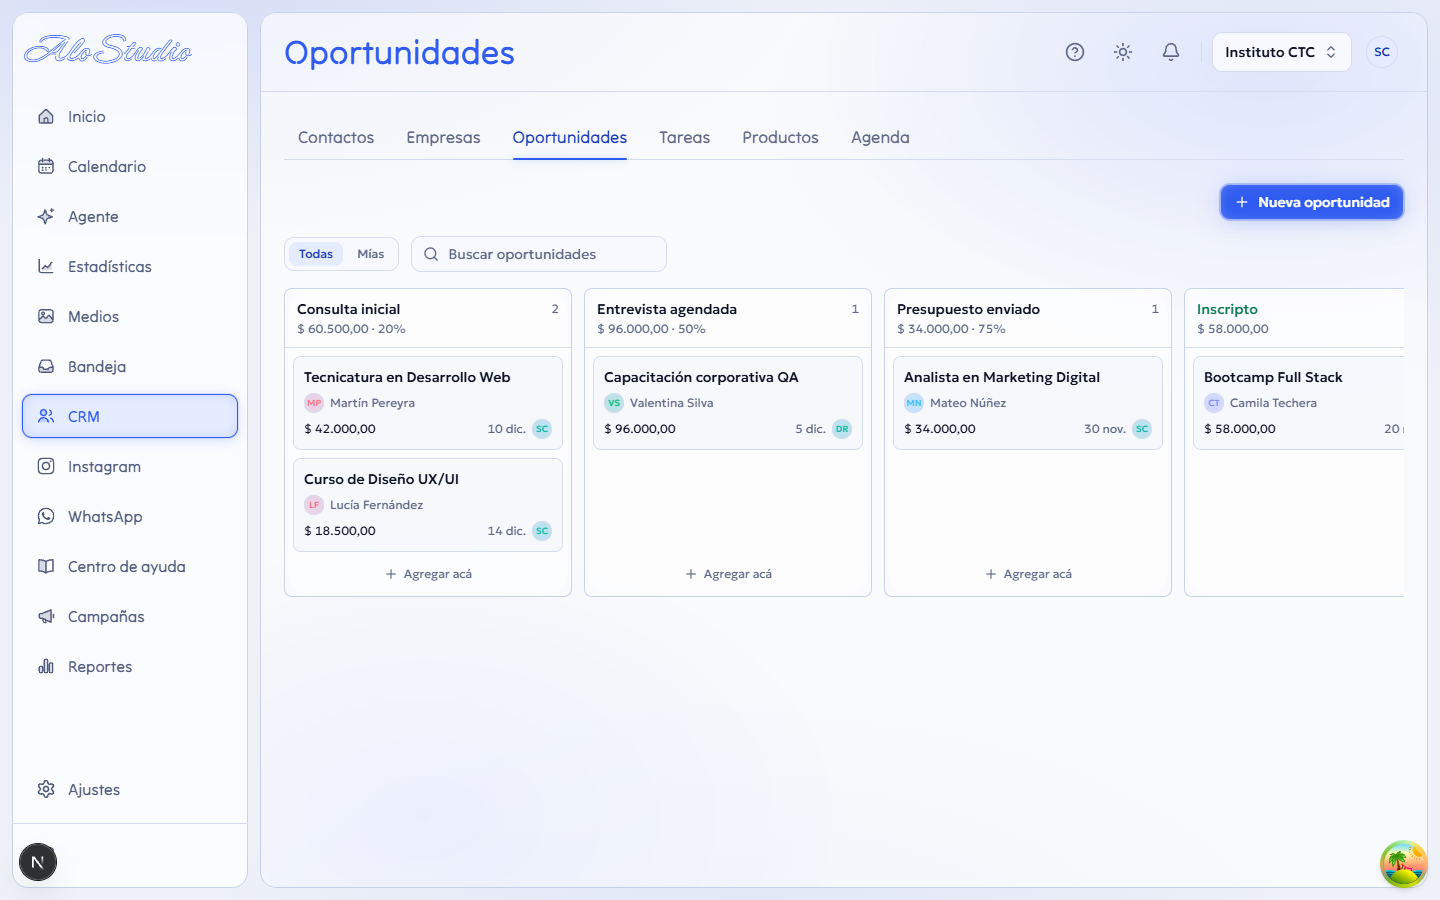 Alo Studio
Inicio
Calendario
Agente
Estadísticas
Medios
Bandeja
CRM
Instagram
WhatsApp
Centro de ayuda
Campañas
Reportes
Ajustes
N
Oportunidades
Instituto CTC
SC
Contactos Empresas Oportunidades Tareas Productos Agenda
+ Nueva oportunidad
Todas Mías Buscar oportunidades
Consulta inicial 2
$ 60.500,00 · 20%
Tecnicatura en Desarrollo Web
MP Martín Pereyra
$ 42.000,00 10 dic. SC
Curso de Diseño UX/UI
LF Lucía Fernández
$ 18.500,00 14 dic. SC
+ Agregar acá
Entrevista agendada 1
$ 96.000,00 · 50%
Capacitación corporativa QA
VS Valentina Silva
$ 96.000,00 5 dic. DR
+ Agregar acá
Presupuesto enviado 1
$ 34.000,00 · 75%
Analista en Marketing Digital
MN Mateo Núñez
$ 34.000,00 30 nov. SC
+ Agregar acá
Inscripto
$ 58.000,00
Bootcamp Full Stack
CT Camila Techera
$ 58.000,00 20